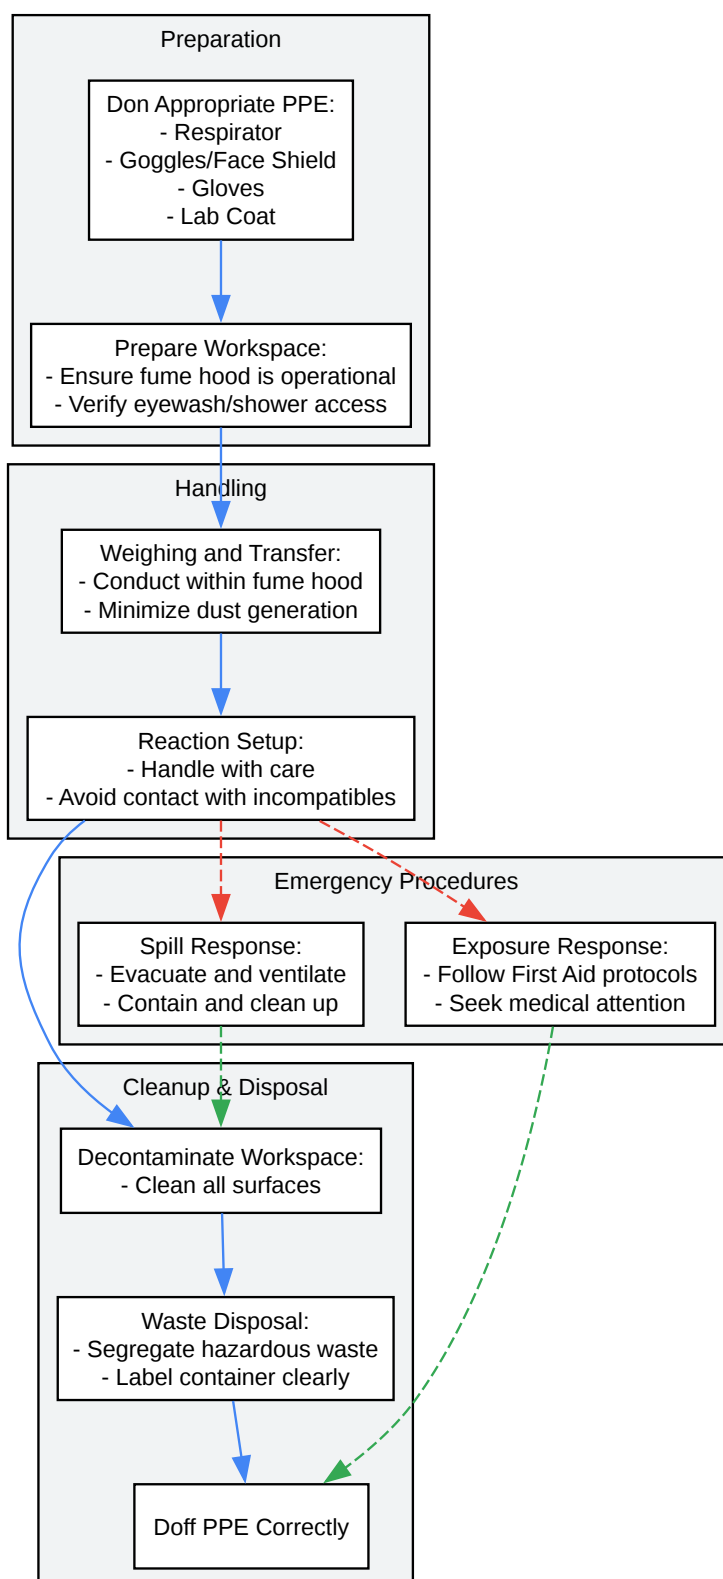 Preparation
Don Appropriate PPE:
- Respirator
- Goggles/Face Shield
- Gloves
- Lab Coat
Prepare Workspace:
- Ensure fume hood is operational
- Verify eyewash/shower access
Handling
Weighing and Transfer:
- Conduct within fume hood
- Minimize dust generation
Reaction Setup:
- Handle with care
- Avoid contact with incompatibles
Emergency Procedures
Spill Response:
- Evacuate and ventilate
- Contain and clean up
Exposure Response:
- Follow First Aid protocols
- Seek medical attention
Cleanup & Disposal
Decontaminate Workspace:
- Clean all surfaces
Waste Disposal:
- Segregate hazardous waste
- Label container clearly
Doff PPE Correctly